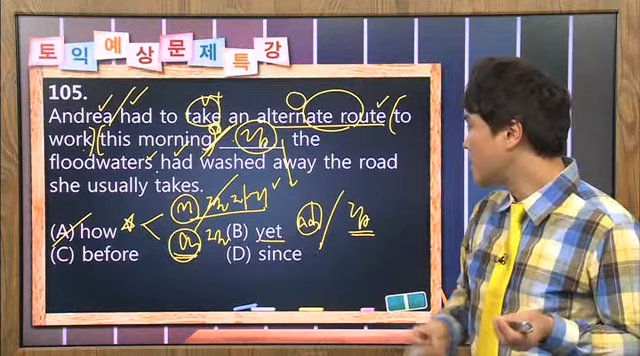 토익예상문제특강
105.
Andrea had to take an alternate route to
work this morning ______ the
floodwaters had washed away the road
she usually takes.
(A) how (B) yet
(C) before (D) since